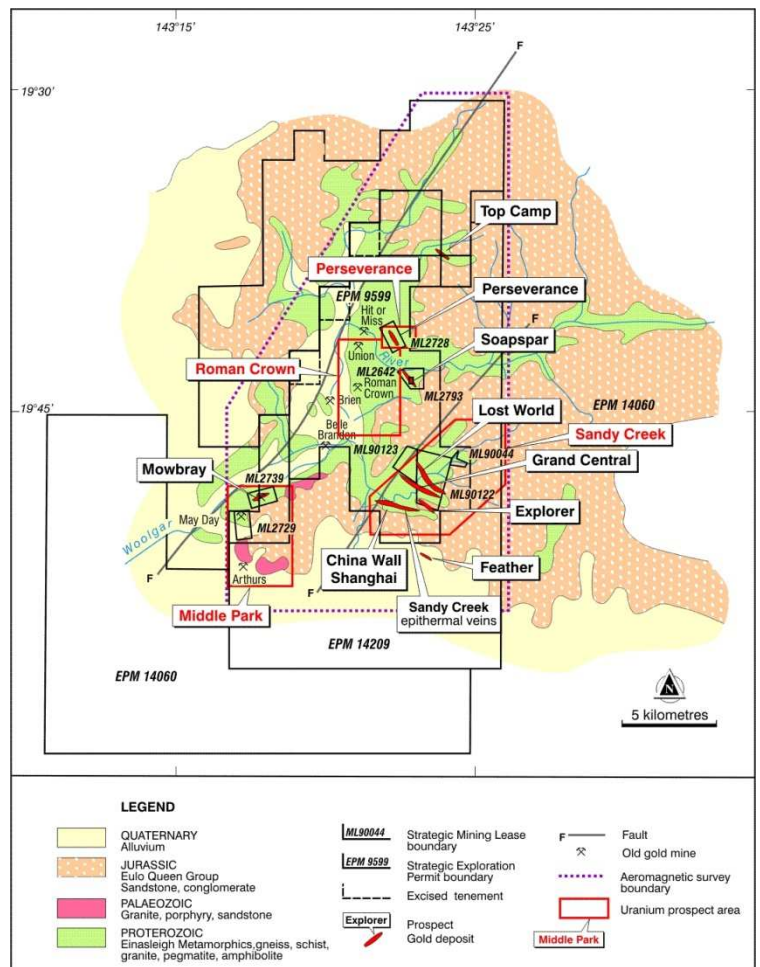 143°15'
143°25'
F
19°30'
Top Camp
Perseverance
Perseverance
EPM 9599
Hit or
Miss
F
ML2728
Soapspar
Union
River
ML2642
Roman Crown
Roman
Crown
ML2793
Brien
Lost World
EPM 14060
19°45'
Belle
Brandon
Sandy Creek
ML90123
ML90044
Grand Central
Mowbray
ML2739
ML90122
Explorer
May Day
ML2729
Woolgar
China Wall
Shanghai
Feather
F
Arthurs
F
Sandy Creek
epithermal veins
Middle Park
EPM 14209
EPM 14060
N
5 kilometres
LEGEND
QUATERNARY
Alluvium
JURASSIC
Eulo Queen Group
Sandstone, conglomerate
PALAEOZOIC
Granite, porphyry, sandstone
PROTEROZOIC
Einasleigh Metamorphics,gneiss, schist,
granite, pegmatite, amphibolite
ML90044
Strategic Mining Lease
boundary
EPM 9599
Strategic Exploration
Permit boundary
Excised tenement
Explorer
Prospect
Gold deposit
F
Fault
Old gold mine
Aeromagnetic survey
boundary
Uranium prospect area
Middle Park